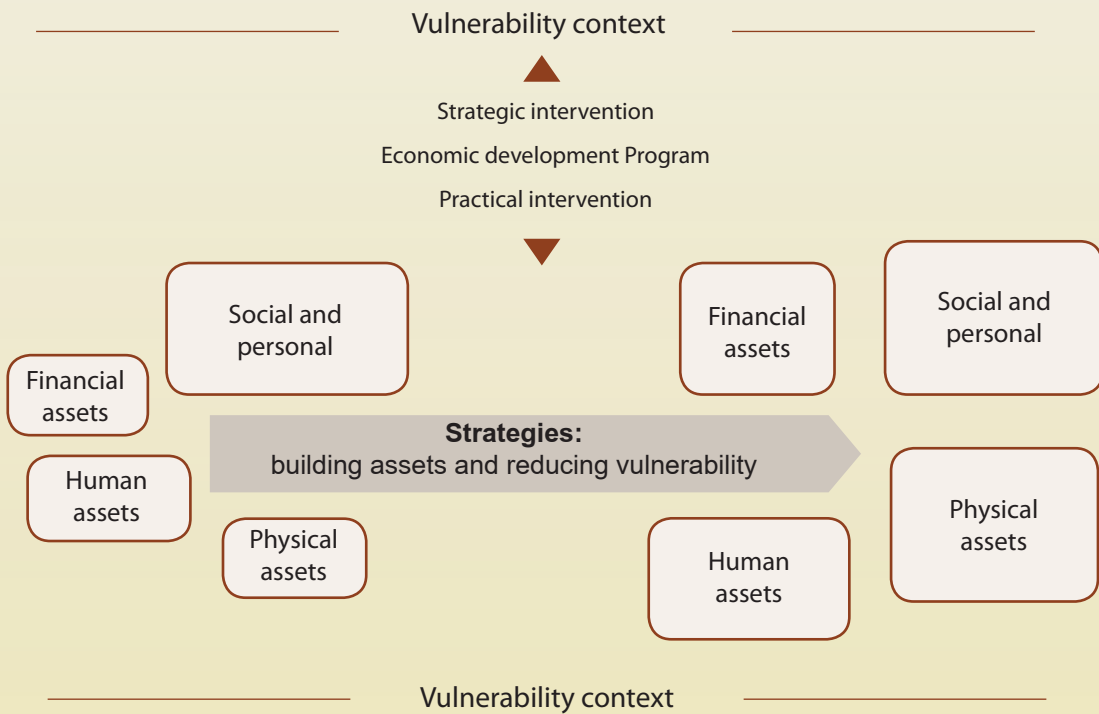 Vulnerability context
Strategic intervention
Economic development Program
Practical intervention
Social and
personal
Financial
assets
Human
assets
Physical
assets
Strategies:
building assets and reducing vulnerability
Financial
assets
Social and
personal
Human
assets
Physical
assets
Vulnerability context